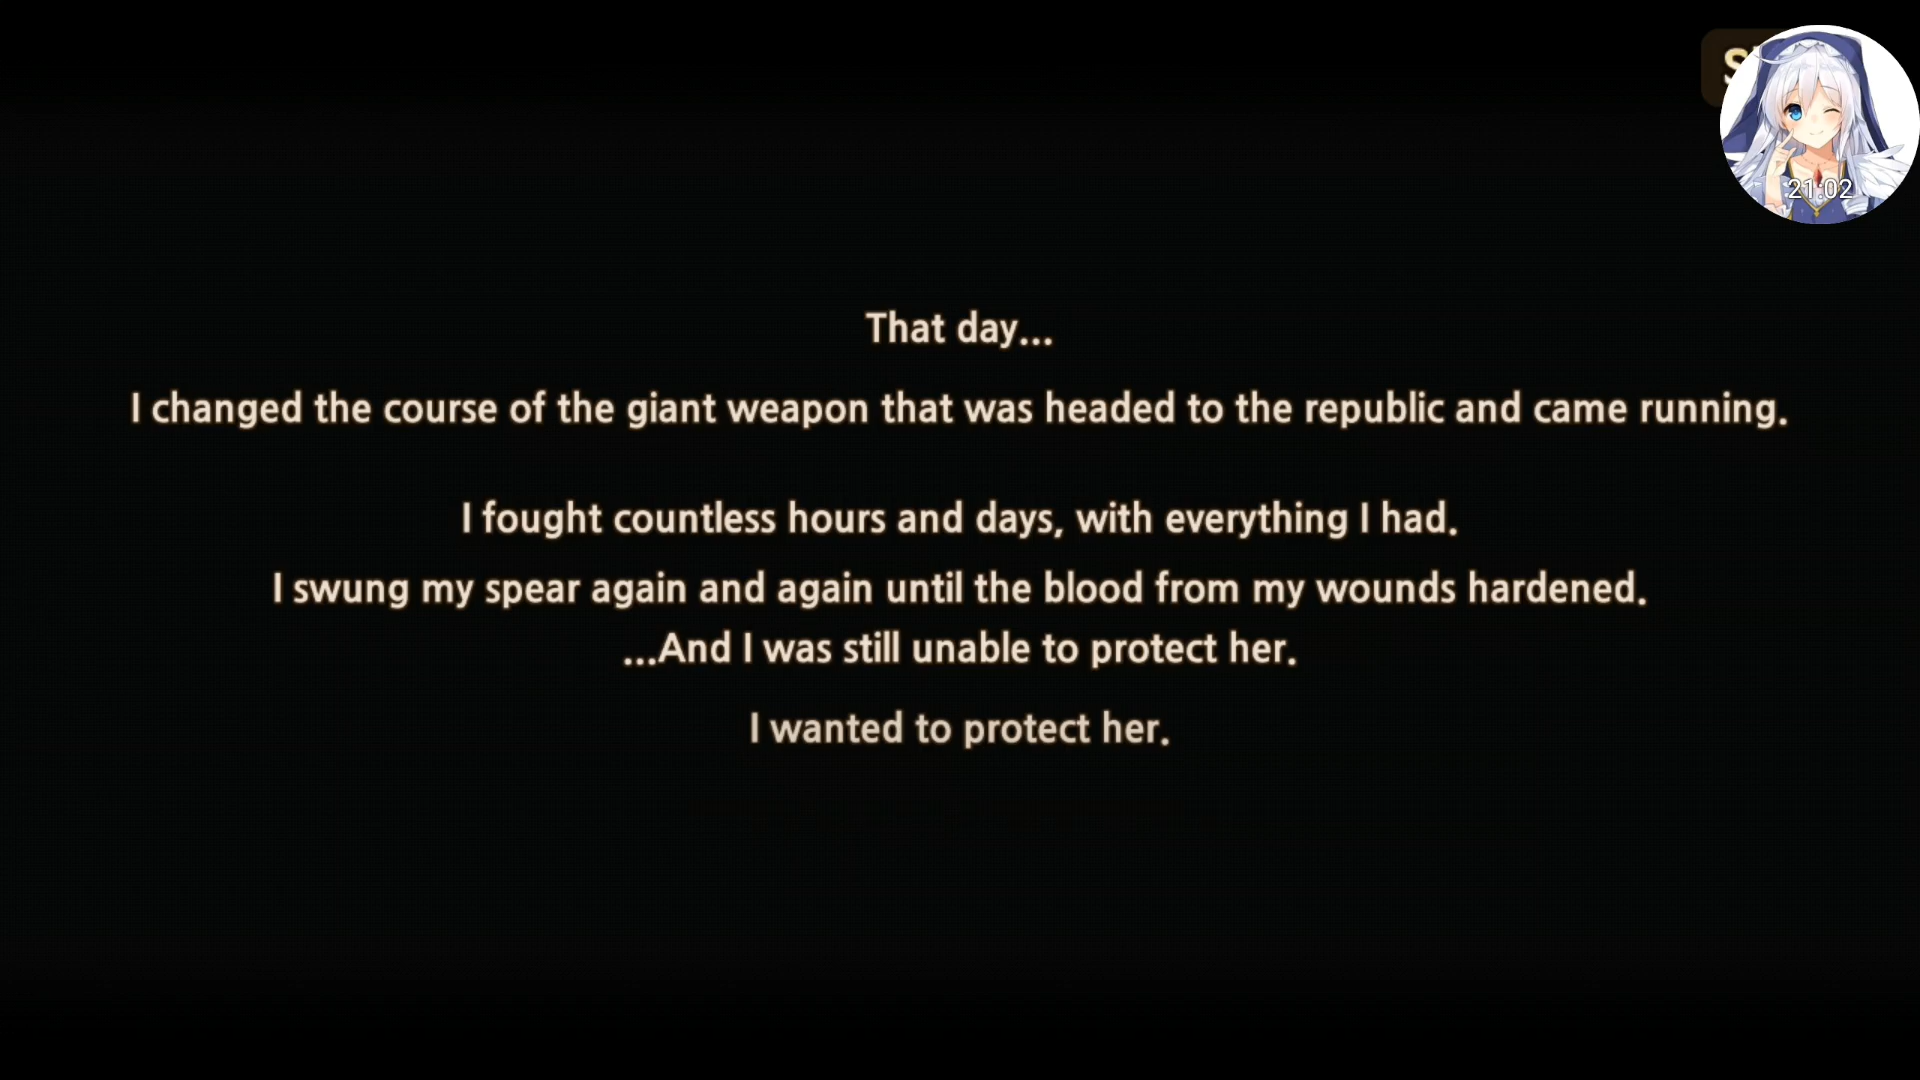 21:02
That day...
I changed the course of the giant weapon that was headed to the republic and came running.
I fought countless hours and days, with everything I had.
I swung my spear again and again until the blood from my wounds hardened.
...And I was still unable to protect her.
I wanted to protect her.